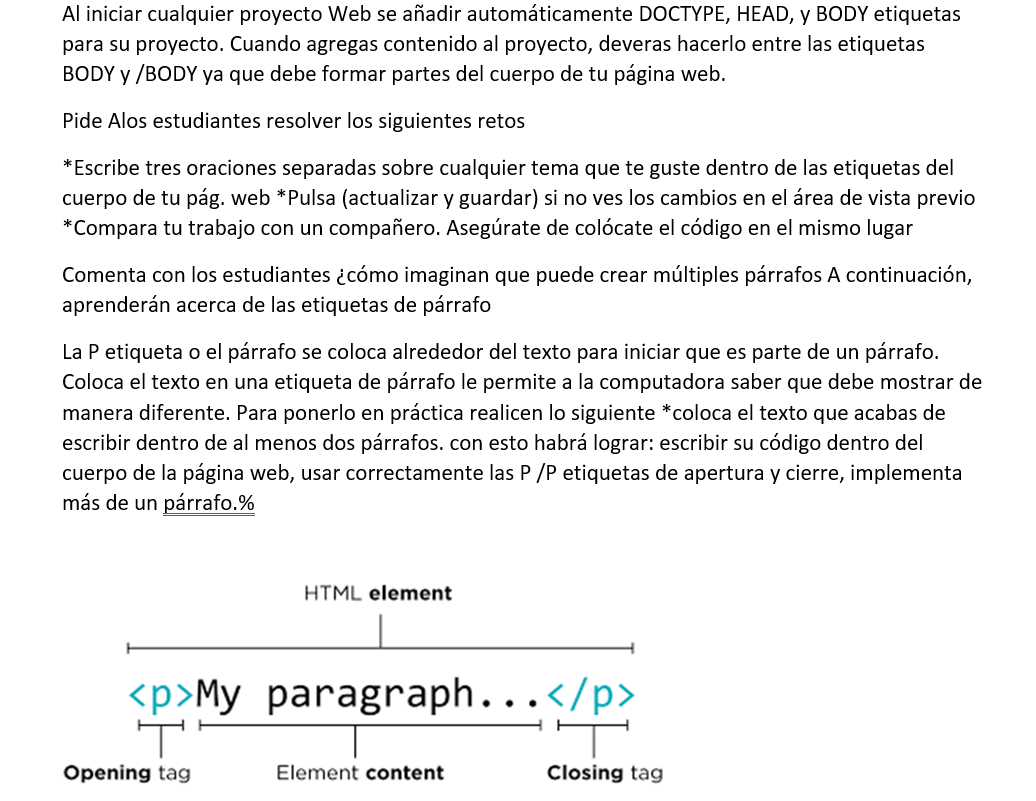 Al iniciar cualquier proyecto Web se añadir automáticamente DOCTYPE, HEAD, y BODY etiquetas
para su proyecto. Cuando agregas contenido al proyecto, deveras hacerlo entre las etiquetas
BODY y /BODY ya que debe formar partes del cuerpo de tu página web.
Pide Alos estudiantes resolver los siguientes retos
*Escribe tres oraciones separadas sobre cualquier tema que te guste dentro de las etiquetas del
cuerpo de tu pág. web *Pulsa (actualizar y guardar) si no ves los cambios en el área de vista previo
*Compara tu trabajo con un compañero. Asegúrate de colócate el código en el mismo lugar
Comenta con los estudiantes ¿cómo imaginan que puede crear múltiples párrafos A continuación,
aprenderán acerca de las etiquetas de párrafo
La P etiqueta o el párrafo se coloca alrededor del texto para iniciar que es parte de un párrafo.
Coloca el texto en una etiqueta de párrafo le permite a la computadora saber que debe mostrar de
manera diferente. Para ponerlo en práctica realicen lo siguiente *coloca el texto que acabas de
escribir dentro de al menos dos párrafos. con esto habrá lograr: escribir su código dentro del
cuerpo de la página web, usar correctamente las P /P etiquetas de apertura y cierre, implementa
más de un párrafo.%
HTML element
<p>My paragraph...</p>
Opening tag Element content Closing tag